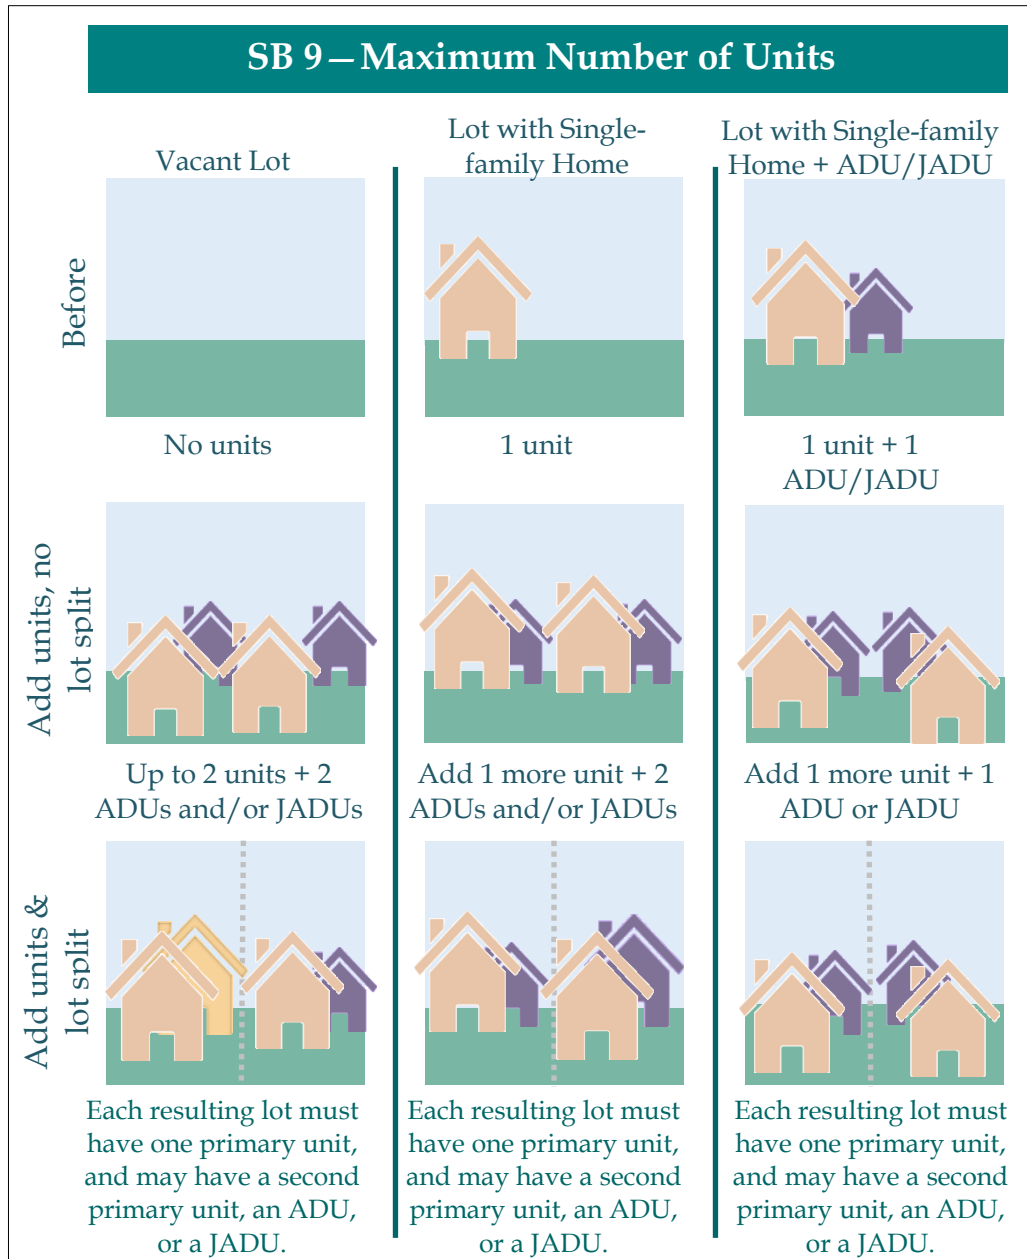 SB 9—Maximum Number of Units
Vacant Lot
Lot with Single-
family Home
Lot with Single-family
Home + ADU/JADU
Before
No units
1 unit
1 unit + 1
ADU/JADU
Add units, no
lot split
Up to 2 units + 2
ADUs and/or JADUs
Add 1 more unit + 2
ADUs and/or JADUs
Add 1 more unit + 1
ADU or JADU
Add units &
lot split
Each resulting lot must
have one primary unit,
and may have a second
primary unit, an ADU,
or a JADU.
Each resulting lot must
have one primary unit,
and may have a second
primary unit, an ADU,
or a JADU.
Each resulting lot must
have one primary unit,
and may have a second
primary unit, an ADU,
or a JADU.